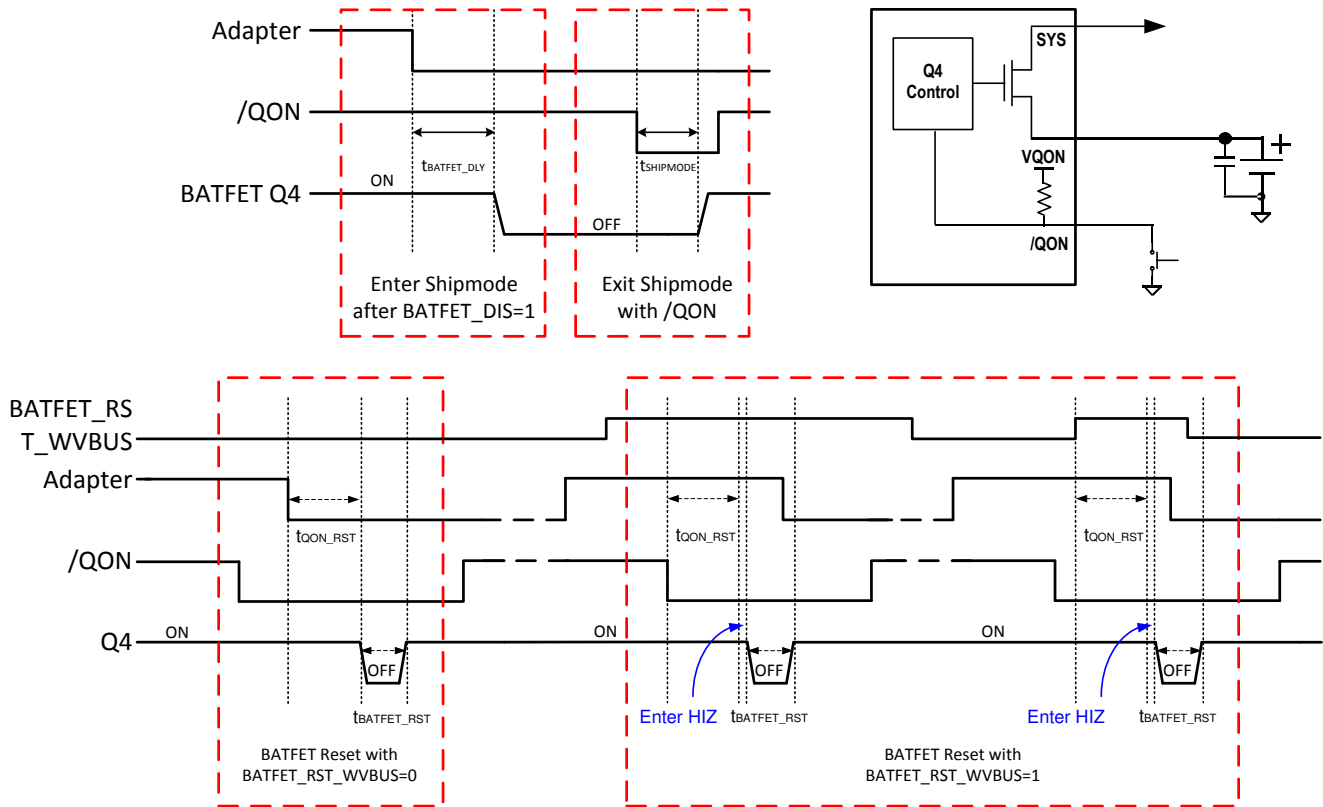 Adapter
/QON
tBATFET_DLY
tSHIPMODE
ON
BATFET Q4
OFF
Enter Shipmode
after BATFET_DIS=1
Exit Shipmode
with /QON
SYS
Q4
Control
VQON
+
/QON
BATFET_RS
T_WVBUS
Adapter
tQON_RST
tQON_RST
tQON_RST
/QON
Q4
ON
ON
ON
OFF
OFF
OFF
tBATFET_RST
Enter HIZ
tBATFET_RST
Enter HIZ
tBATFET_RST
BATFET Reset with
BATFET_RST_WVBUS=0
BATFET Reset with
BATFET_RST_WVBUS=1